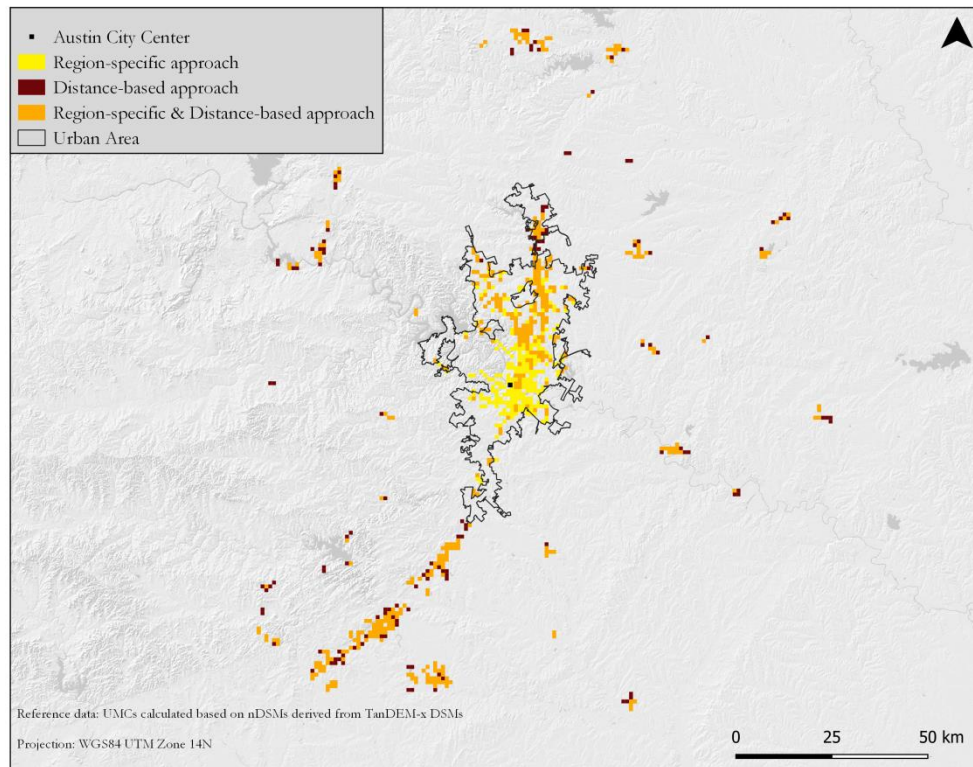 Austin City Center
Region-specific approach
Distance-based approach
Region-specific & Distance-based approach
Urban Area
Reference data: UMCs calculated based on nDSMs derived from TanDEM-x DSMs
Projection: WGS84 UTM Zone 14N
0 25 50 km